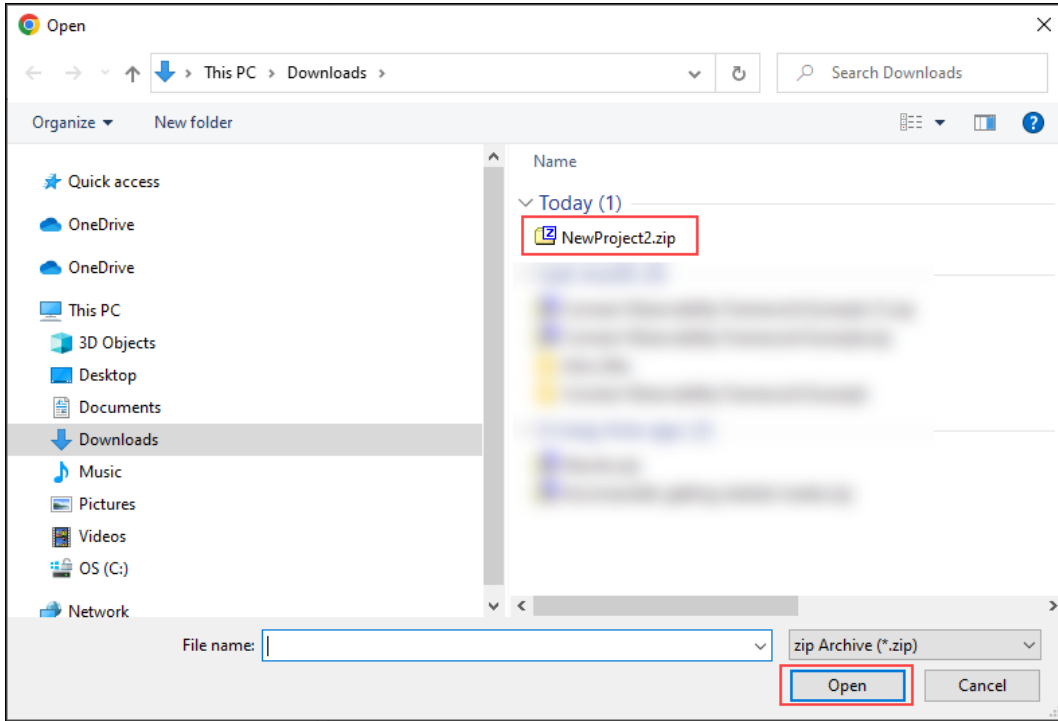 Open
This PC > Downloads >
Search Downloads
Organize
New folder
Quick access
OneDrive
OneDrive
This PC
3D Objects
Desktop
Documents
Downloads
Music
Pictures
Videos
OS (C:)
Network
Name
Today (1)
NewProject2.zip
File name:
zip Archive (*.zip)
Open
Cancel